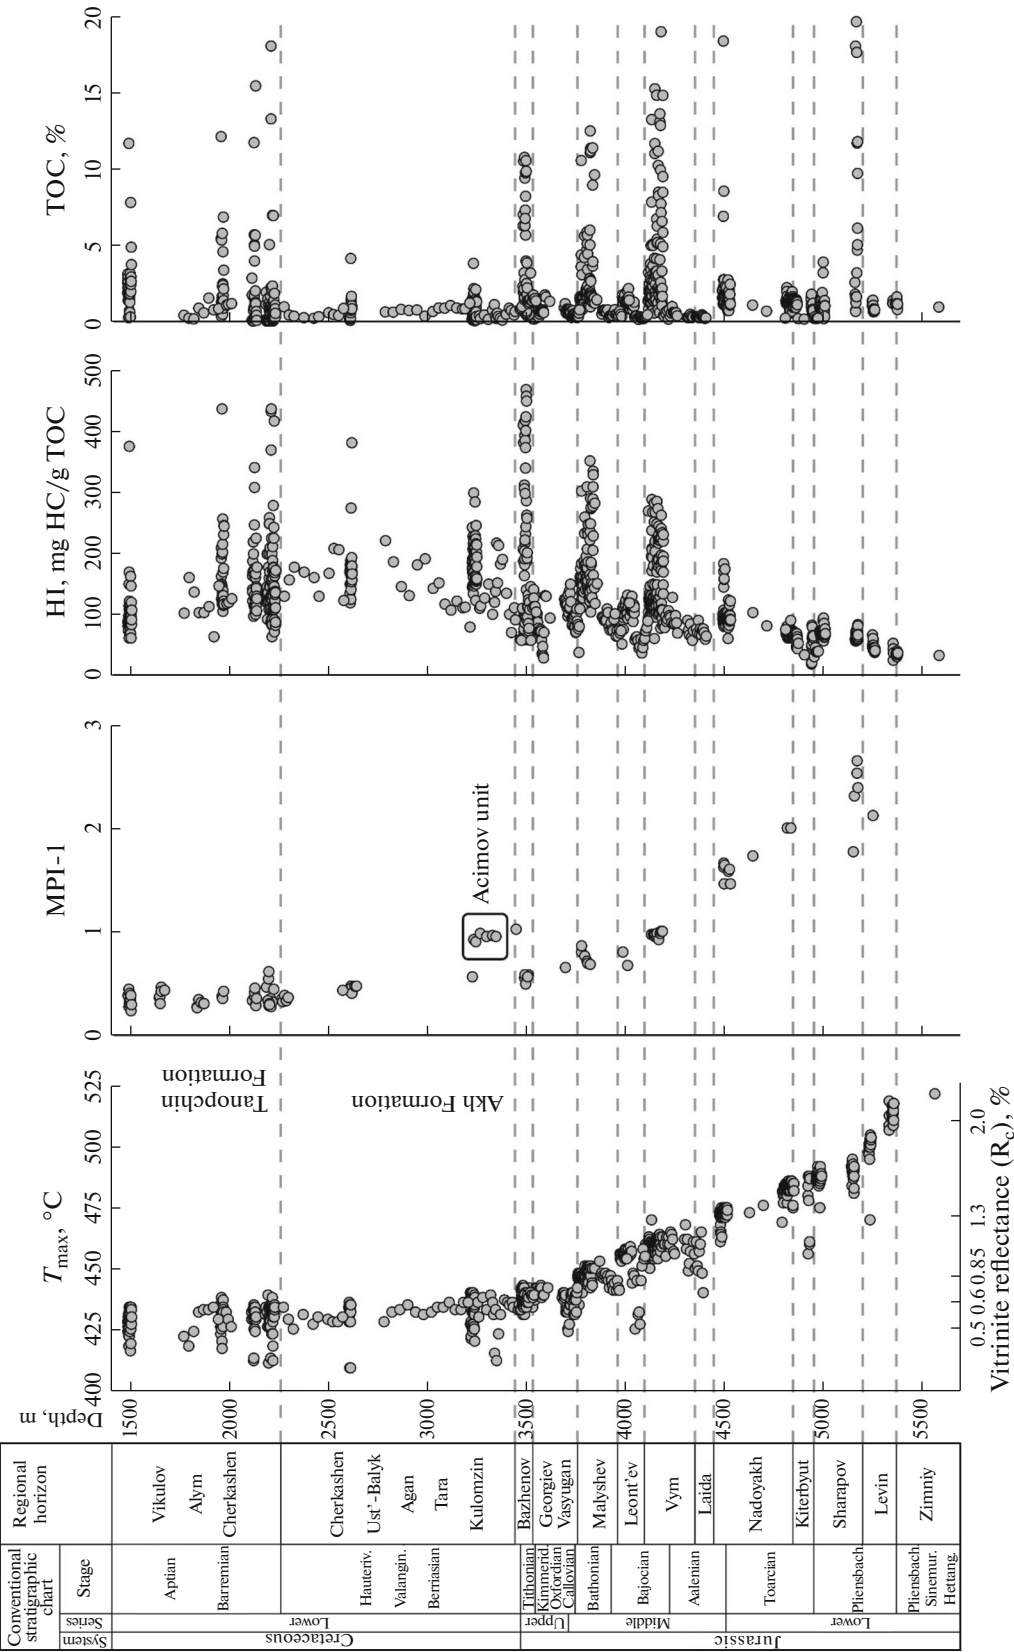 TOC, %
0
5
10
15
20
HI, mg HC/g TOC
0
100
200
300
400
500
MPI-1
0
1
2
3
Acimov unit
Tmax, °C
400
425
450
475
500
525
Tanopchin
Formation
Akh Formation
0.5
0.6
0.85
1.3
2.0
Vitrinite reflectance (Rc), %
Depth, m
1500
2000
2500
3000
3500
4000
4500
5000
5500
Regional
horizon
Vikulov
Alym
Cherkashen
Cherkashen
Ust'-Balyk
Agan
Tara
Kulomzin
Bazhenov
Georgiev
Vasyugan
Malyshev
Leont'ev
Vym
Laida
Nadoyakh
Kiterbyut
Sharapov
Levin
Zimniy
Conventional
stratigraphic
chart
Stage
Aptian
Barremian
Hauteriv.
Valangin.
Berriasian
Tithonian
Kimmerid.
Oxfordian
Callovian
Bathonian
Bajocian
Aalenian
Toarcian
Pliensbach.
Pliensbach.
Sinemur.
Hettang.
Series
Lower
Upper
Middle
Lower
System
Cretaceous
Jurassic